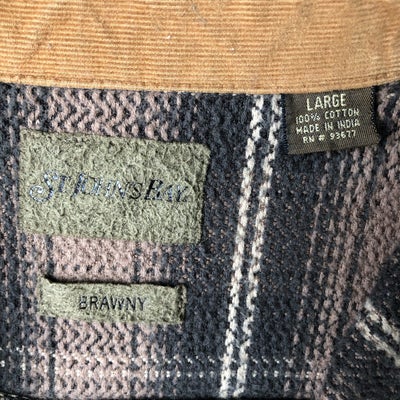 LARGE
100% COTTON
MADE IN INDIA
RN # 93677
ST. JOHN'S BAY
BRAWNY